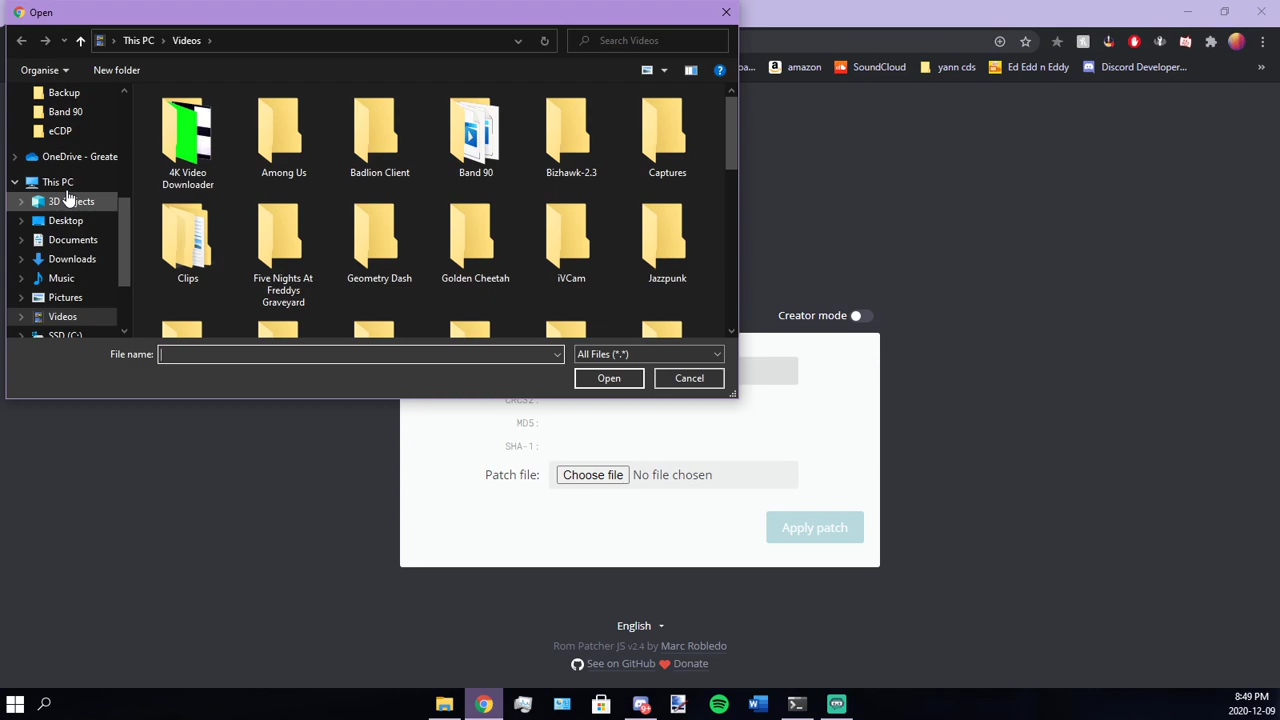 Open
This PC
Videos
Search Videos
Organise
New folder
amazon
SoundCloud
yann cds
Ed Edd n Eddy
Discord Developer...
Backup
Band 90
eCDP
OneDrive - Greate
This PC
Desktop
Documents
Downloads
Music
Pictures
Videos
SSD (C:)
4K Video
Downloader
Among Us
Badlion Client
Band 90
Bizhawk-2.3
Captures
Clips
Five Nights At
Freddys
Graveyard
Geometry Dash
Golden Cheetah
iVCam
Jazzpunk
File name:
All Files (*.*)
Open
Cancel
Creator mode
CRC32:
MD5:
SHA-1:
Patch file:
Choose file No file chosen
Apply patch
English
Rom Patcher JS v2.4 by Marc Robledo
See on GitHub
Donate
8:49 PM
2020-12-09